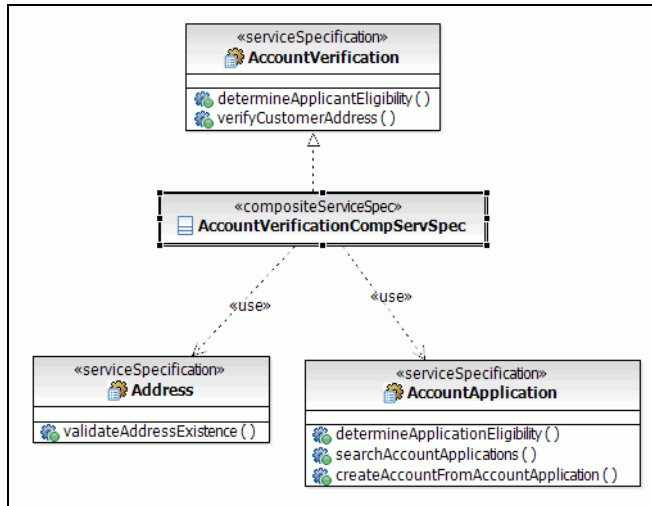 «serviceSpecification»
AccountVerification
determineApplicantEligibility ( )
verifyCustomerAddress ( )
«compositeServiceSpec»
AccountVerificationCompServSpec
«use»
«use»
«serviceSpecification»
Address
validateAddressExistence ( )
«serviceSpecification»
AccountApplication
determineApplicationEligibility ( )
searchAccountApplications ( )
createAccountFromAccountApplication ( )